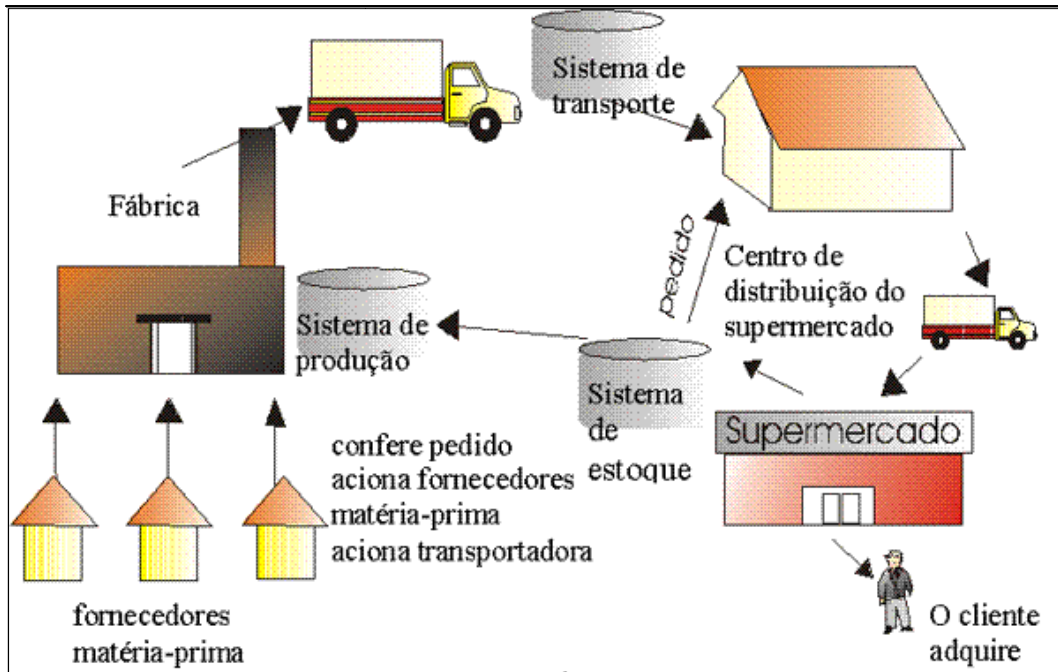 Sistema de
transporte
Fábrica
pedido
Centro de
distribuição do
supermercado
Sistema de
produção
Sistema
de
estoque
Supermercado
confere pedido
aciona fornecedores
matéria-prima
aciona transportadora
fornecedores
matéria-prima
O cliente
adquire